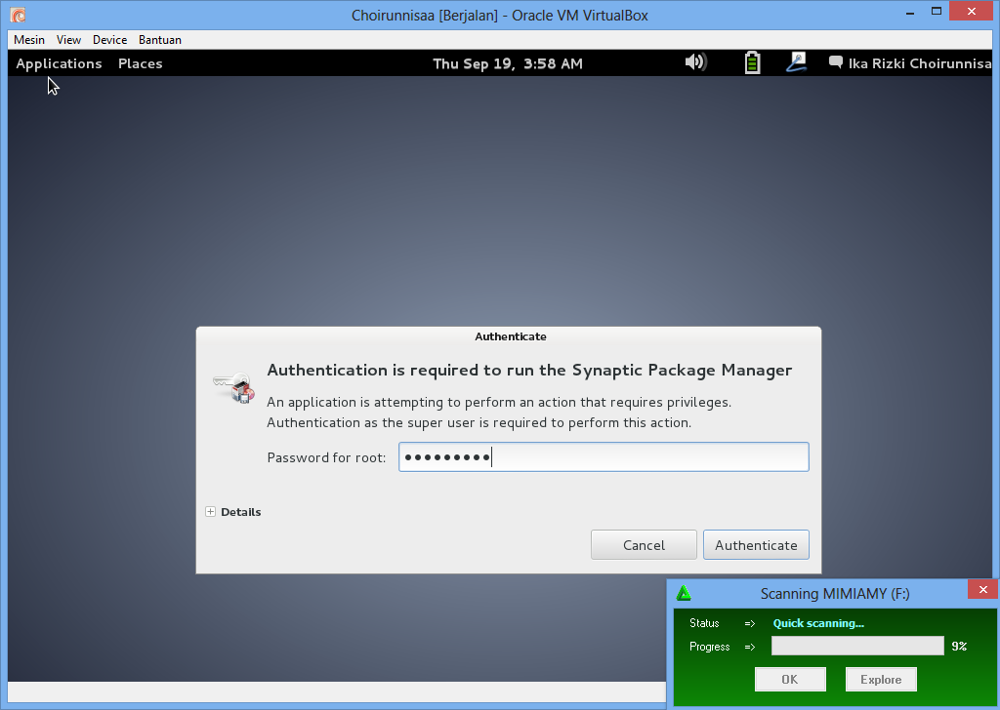 Choirunnisaa [Berjalan] - Oracle VM VirtualBox
Mesin View Device Bantuan
Applications Places Thu Sep 19, 3:58 AM Ika Rizki Choirunnisa
Authenticate
Authentication is required to run the Synaptic Package Manager
An application is attempting to perform an action that requires privileges.
Authentication as the super user is required to perform this action.
Password for root: •••••••••
Details
Cancel Authenticate
Scanning MIMIAMY (F:)
Status => Quick scanning...
Progress => 9%
OK Explore